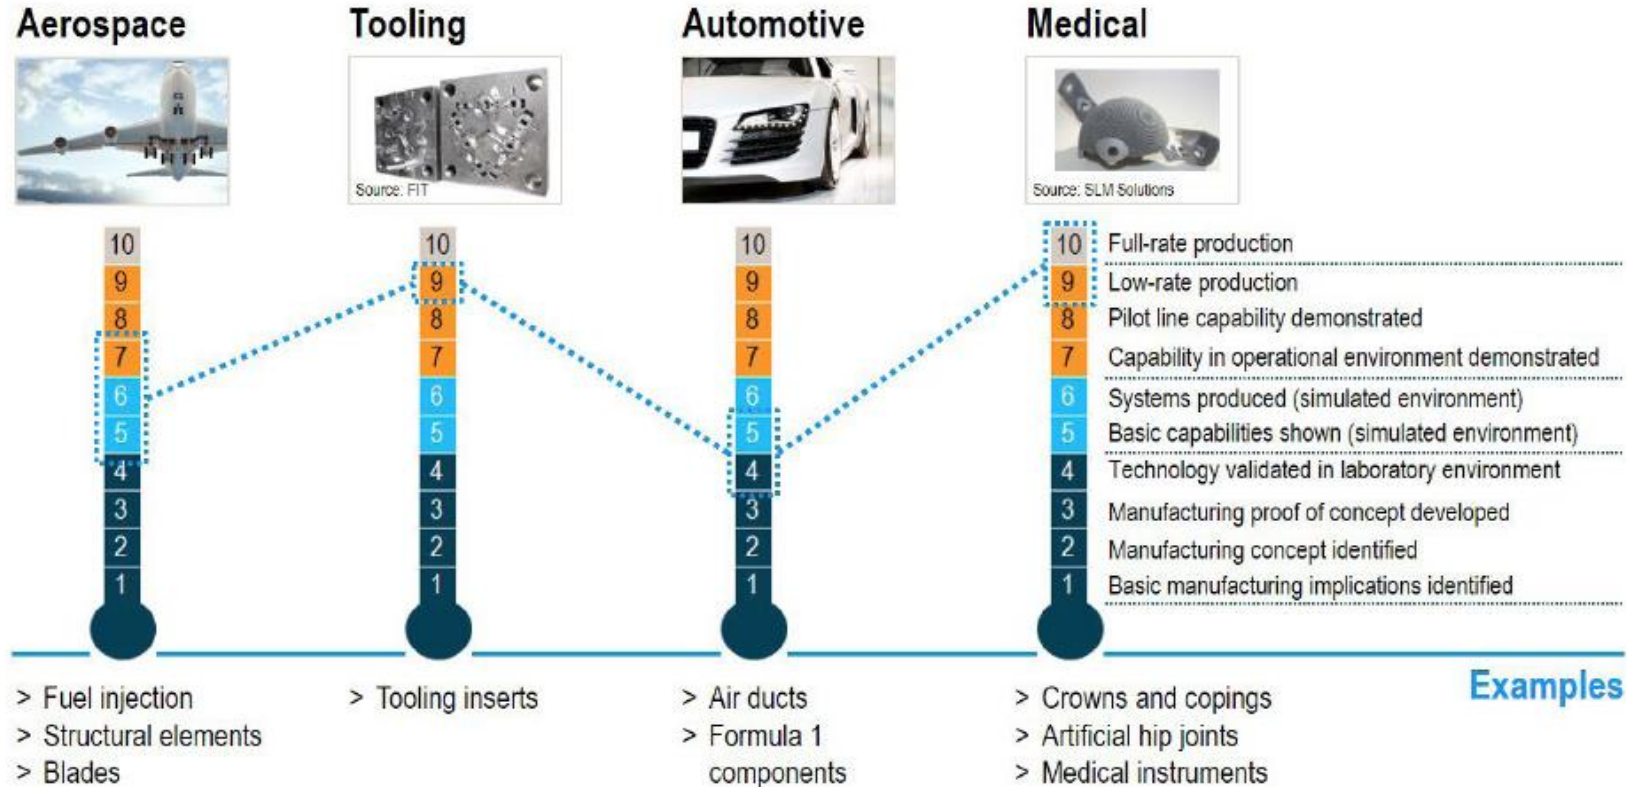 Aerospace
Tooling
Automotive
Medical
Source: FIT
Source: SLM Solutions
10
9
8
7
6
5
4
3
2
1
10
9
8
7
6
5
4
3
2
1
10
9
8
7
6
5
4
3
2
1
10 Full-rate production
9 Low-rate production
8 Pilot line capability demonstrated
7 Capability in operational environment demonstrated
6 Systems produced (simulated environment)
5 Basic capabilities shown (simulated environment)
4 Technology validated in laboratory environment
3 Manufacturing proof of concept developed
2 Manufacturing concept identified
1 Basic manufacturing implications identified
Examples
> Fuel injection
> Structural elements
> Blades
> Tooling inserts
> Air ducts
> Formula 1
components
> Crowns and copings
> Artificial hip joints
> Medical instruments